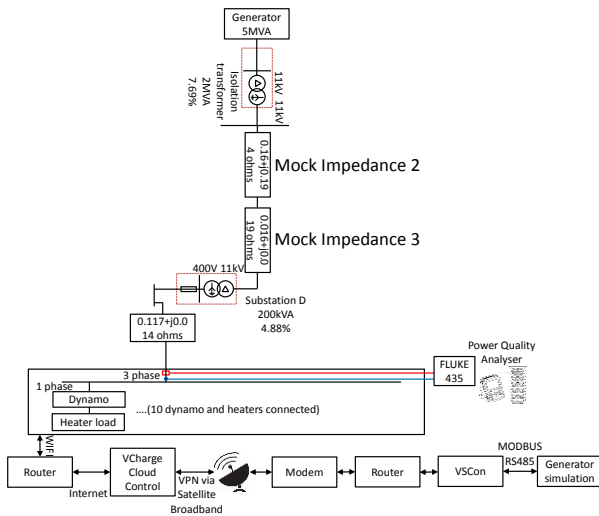 Generator
5MVA
11kV 11kV
Isolation
transformer
2MVA
7.69%
0.16+j0.19
4 ohms
Mock Impedance 2
0.016+j0.0
19 ohms
Mock Impedance 3
400V 11kV
Substation D
200kVA
4.88%
0.117+j0.0
14 ohms
Power Quality
Analyser
3 phase
FLUKE
435
1 phase
Dynamo
Heater load
....(10 dynamo and heaters connected)
WIFI
Router
Internet
VCharge
Cloud
Control
VPN via
Satellite
Broadband
Modem
Router
VSCon
MODBUS
RS485
Generator
simulation